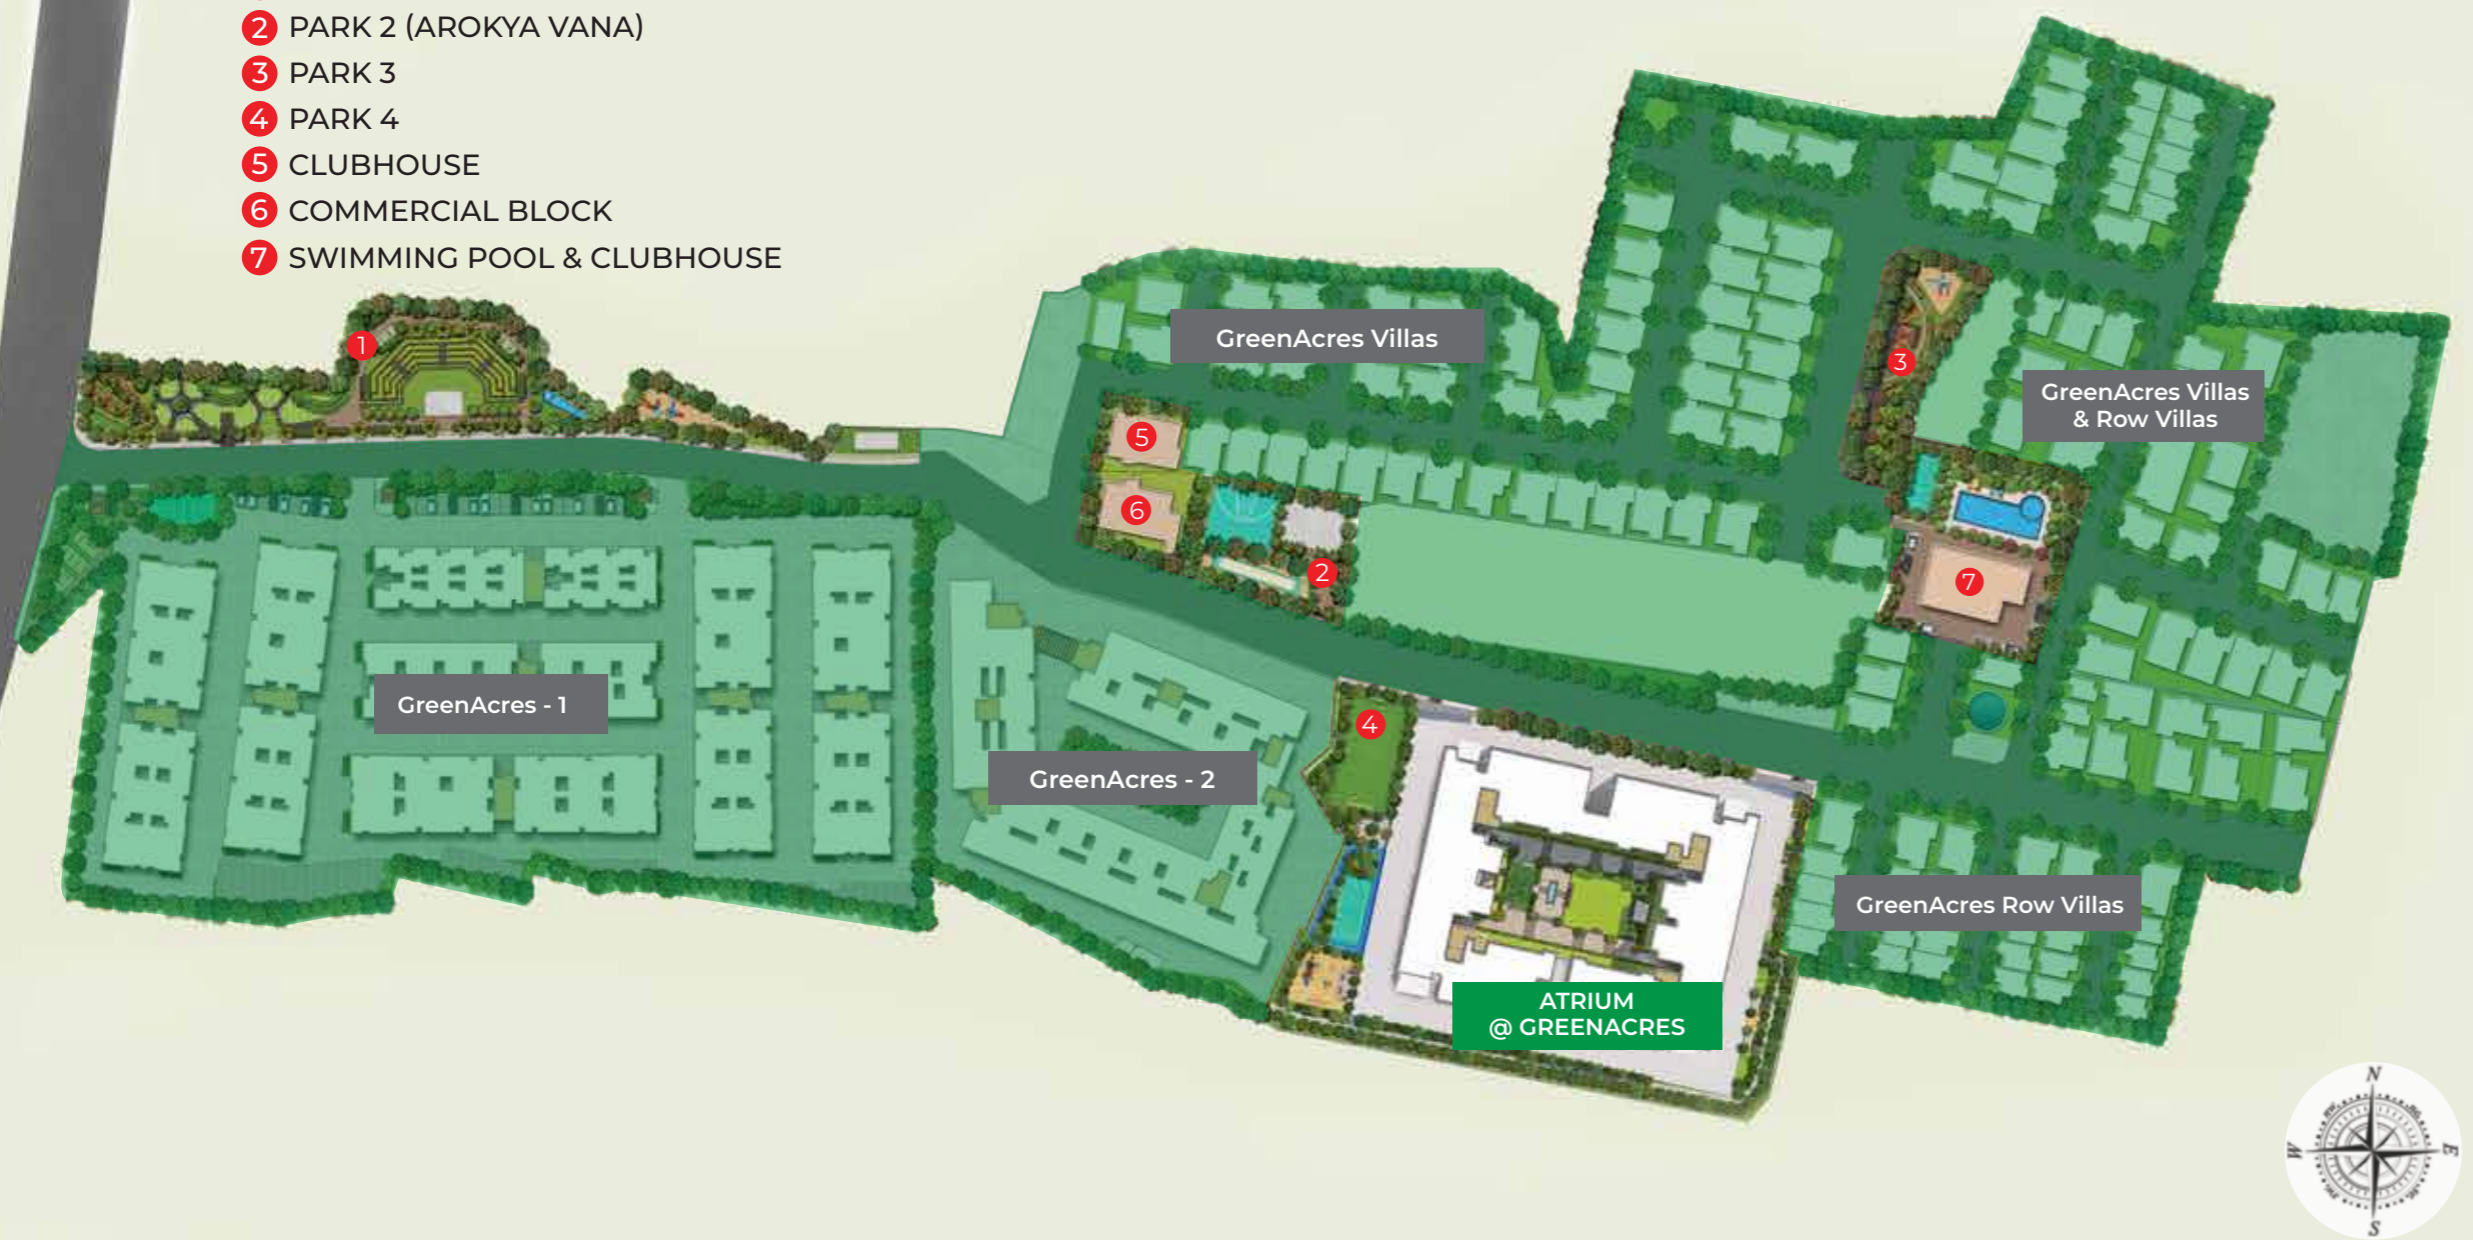 2 PARK 2 (AROKYA VANA)
3 PARK 3
4 PARK 4
5 CLUBHOUSE
6 COMMERCIAL BLOCK
7 SWIMMING POOL & CLUBHOUSE
1
GreenAcres Villas
3
GreenAcres Villas
& Row Villas
5
6
2
7
GreenAcres - 1
4
GreenAcres - 2
GreenAcres Row Villas
ATRIUM
@ GREENACRES
N
W
E
S